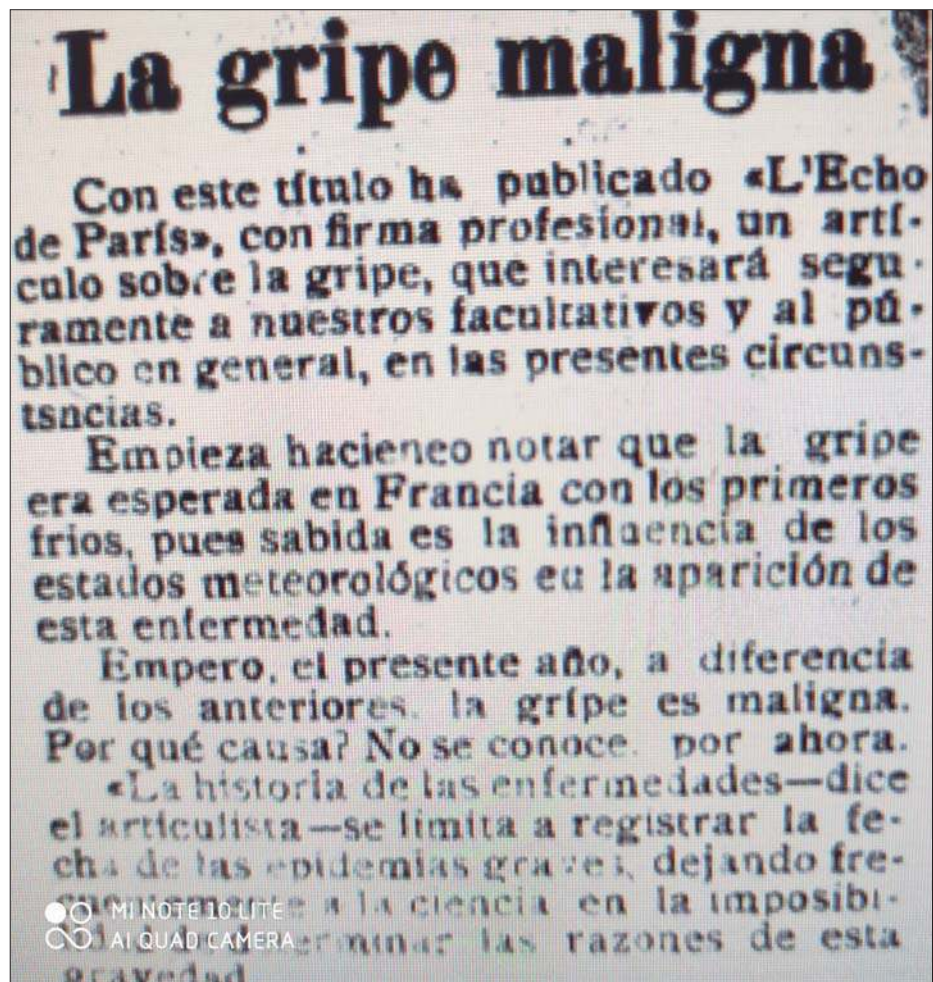 La gripe maligna
Con este título ha publicado «L'Echo
de París», con firma profesional, un artí-
culo sobre la gripe, que interesará segu-
ramente a nuestros facultativos y al pú-
blico en general, en las presentes circuns-
tsncias.
Empieza hacieneo notar que la gripe
era esperada en Francia con los primeros
frios, pues sabida es la influencia de los
estados meteorológicos eu la aparición de
esta enfermedad.
Empero, el presente año, a diferencia
de los anteriores, la grípe es maligna.
Por qué causa? No se conoce, por ahora.
«La historia de las enfermedades—dice
el articulista—se limita a registrar la fe-
cha de las epidemias graves, dejando fre-
a la ciencia en la imposibi-
las razones de esta
gravedad
MI NOTE 10 LITE
AI QUAD CAMERA